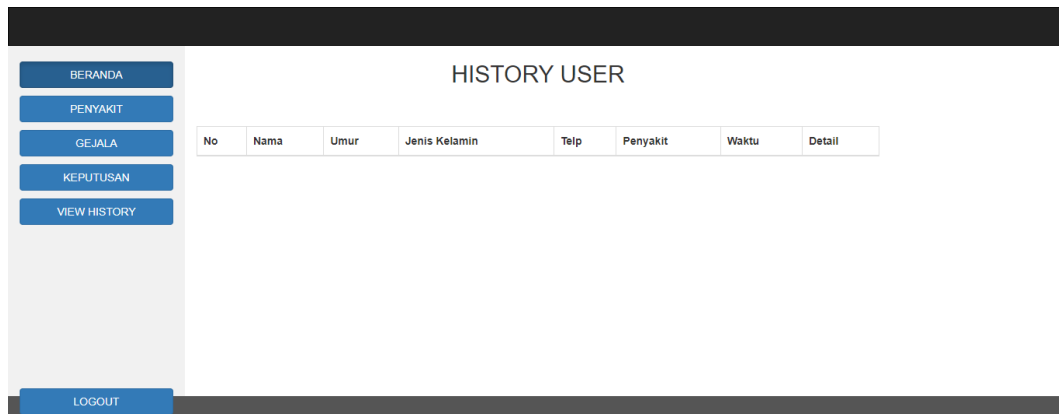 BERANDA
PENYAKIT
GEJALA
KEPUTUSAN
VIEW HISTORY
LOGOUT
HISTORY USER
No Nama Umur Jenis Kelamin Telp Penyakit Waktu Detail